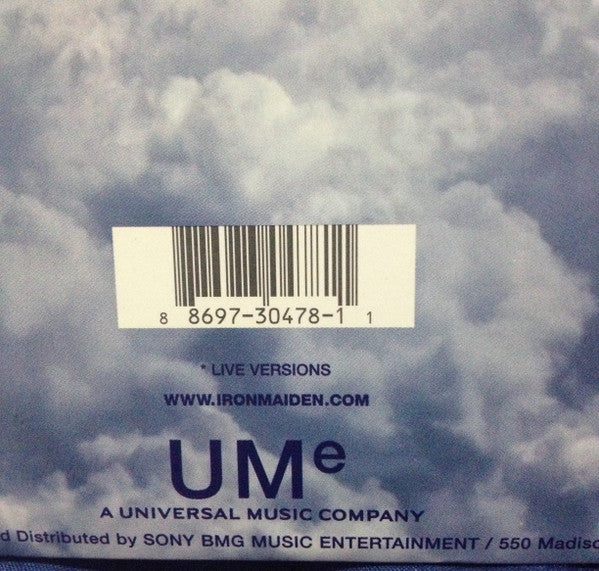 8 8697-30478-1 1
* LIVE VERSIONS
WWW.IRONMAIDEN.COM
UMe
A UNIVERSAL MUSIC COMPANY
Distributed by SONY BMG MUSIC ENTERTAINMENT / 550